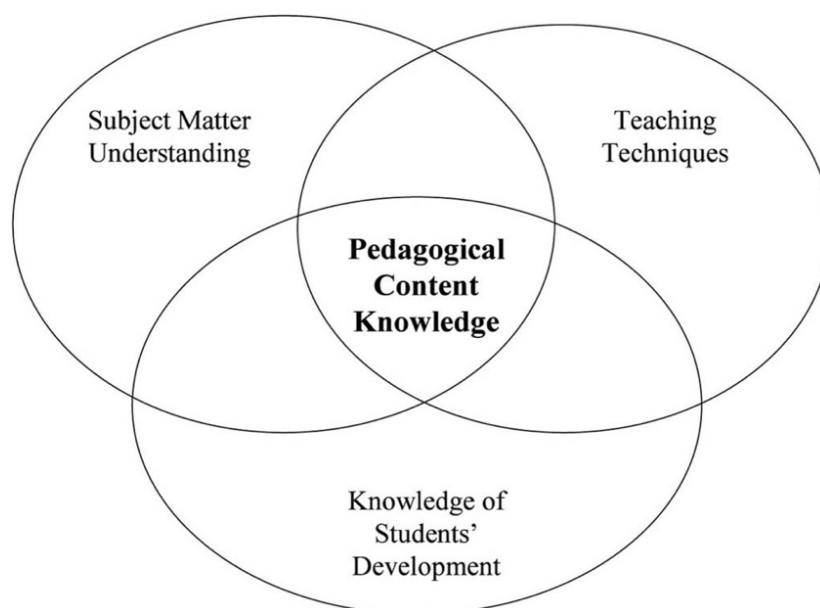 Subject Matter
Understanding
Teaching
Techniques
Pedagogical
Content
Knowledge
Knowledge of
Students’
Development